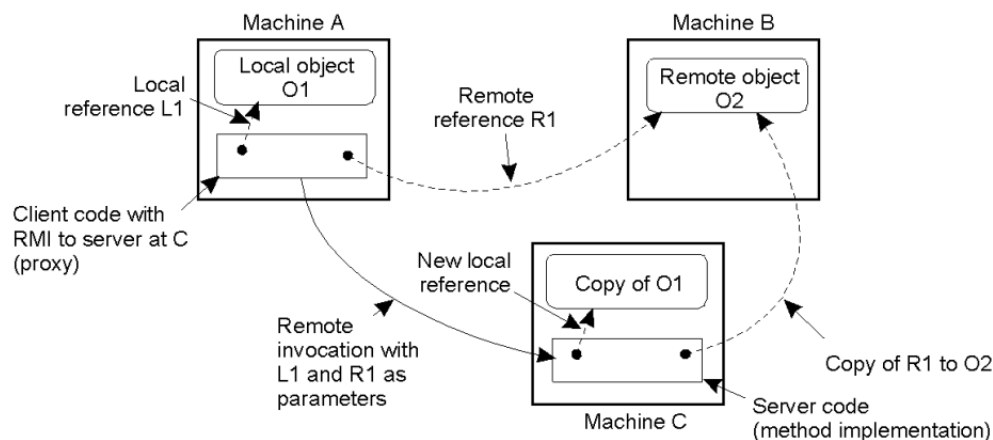 Machine A
Machine B
Local object
O1
Remote object
O2
Local
reference L1
Remote
reference R1
Client code with
RMI to server at C
(proxy)
New local
reference
Copy of O1
Remote
invocation with
L1 and R1 as
parameters
Copy of R1 to O2
Machine C
Server code
(method implementation)